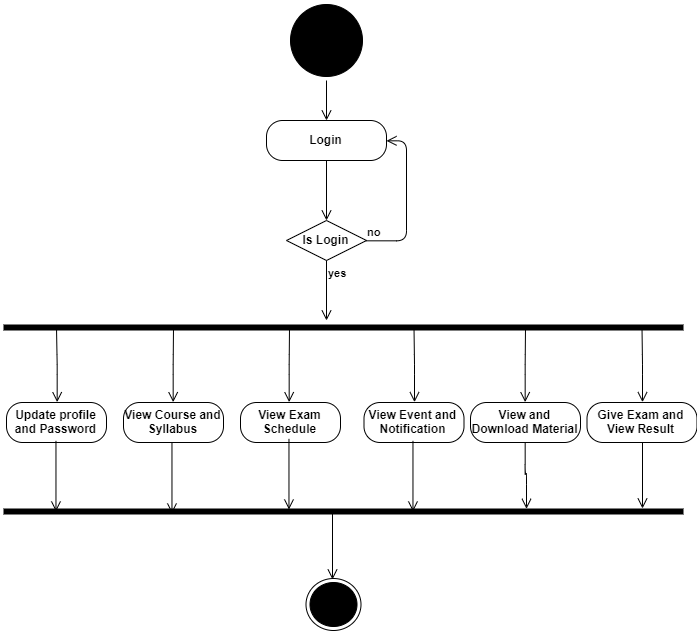 Login
Is Login
no
yes
Update profile
and Password
View Course and
Syllabus
View Exam
Schedule
View Event and
Notification
View and
Download Material
Give Exam and
View Result